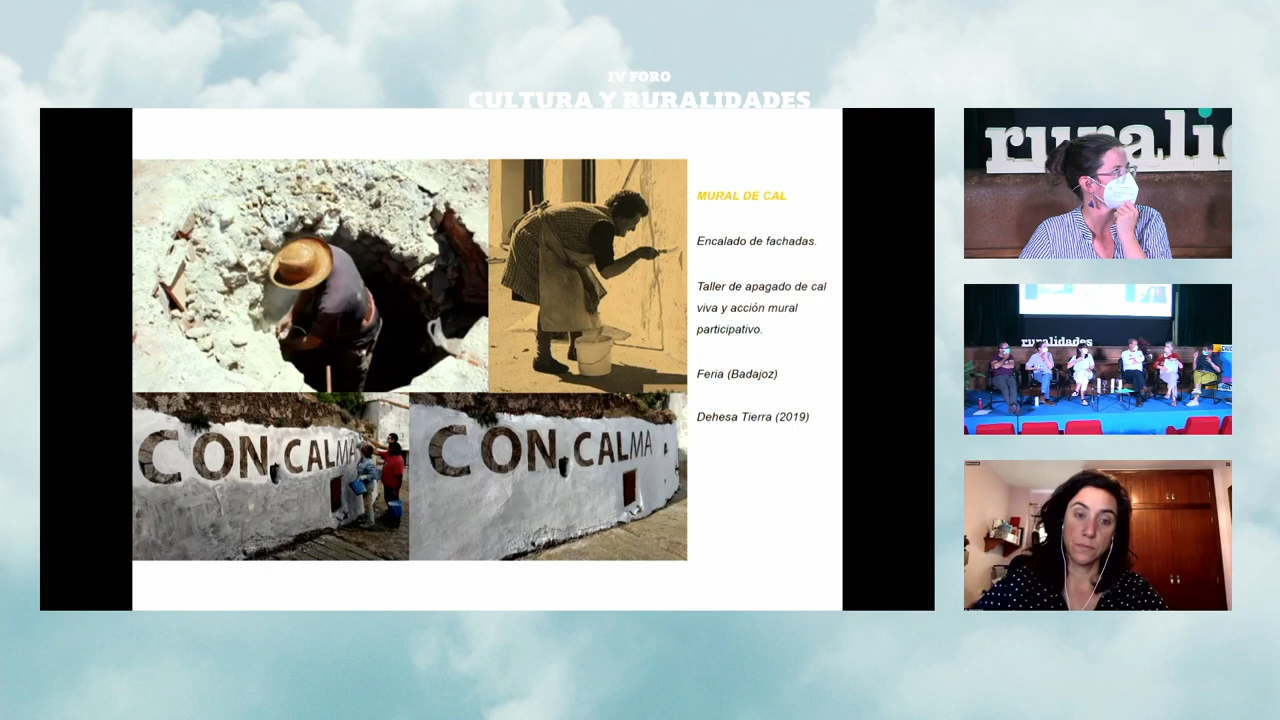 IV FORO
CULTURA Y RURALIDADES
MURAL DE CAL
Encalado de fachadas.
Taller de apagado de cal
viva y acción mural
participativo.
Feria (Badajoz)
Dehesa Tierra (2019)
CON CALMA
CON CALMA
ruralid
ruralidades